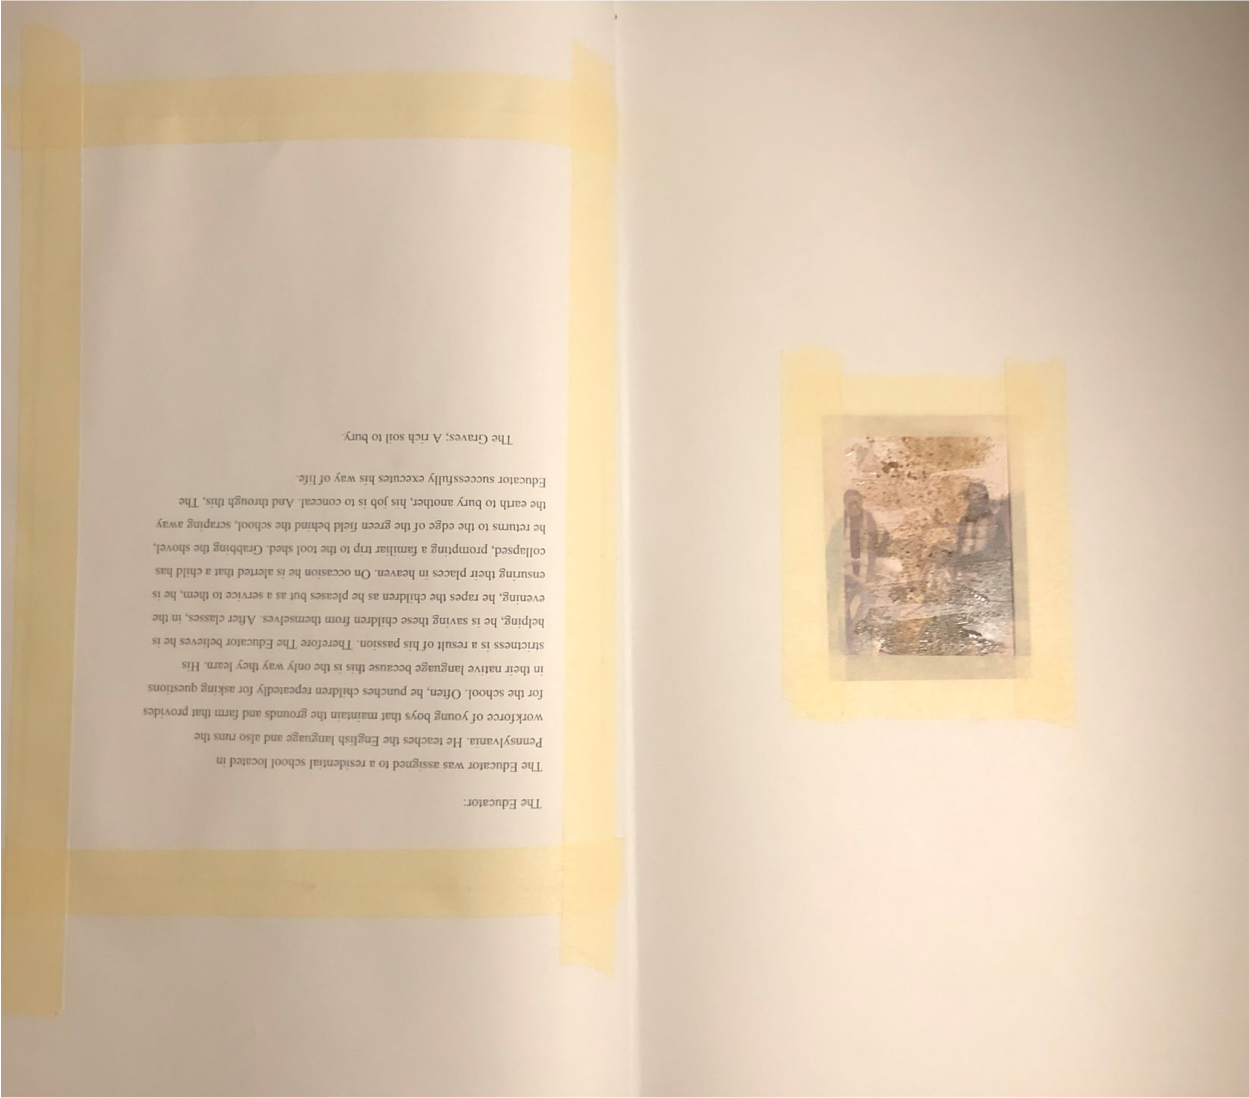 The Educator:
The Educator was assigned to a residential school located in
Pennsylvania. He teaches the English language and also runs the
workforce of young boys that maintain the grounds and farm that provides
for the school. Often, he punches children repeatedly for asking questions
in their native language because this is the only way they learn. His
strictness is a result of his passion. Therefore The Educator believes he is
helping, he is saving these children from themselves. After classes, in the
evening, he rapes the children as he pleases but as a service to them, he is
ensuring their places in heaven. On occasion he is alerted that a child has
collapsed, prompting a familiar trip to the tool shed. Grabbing the shovel,
he returns to the edge of the green field behind the school, scraping away
the earth to bury another, his job is to conceal. And through this, The
Educator successfully executes his way of life.
The Graves; A rich soil to bury.